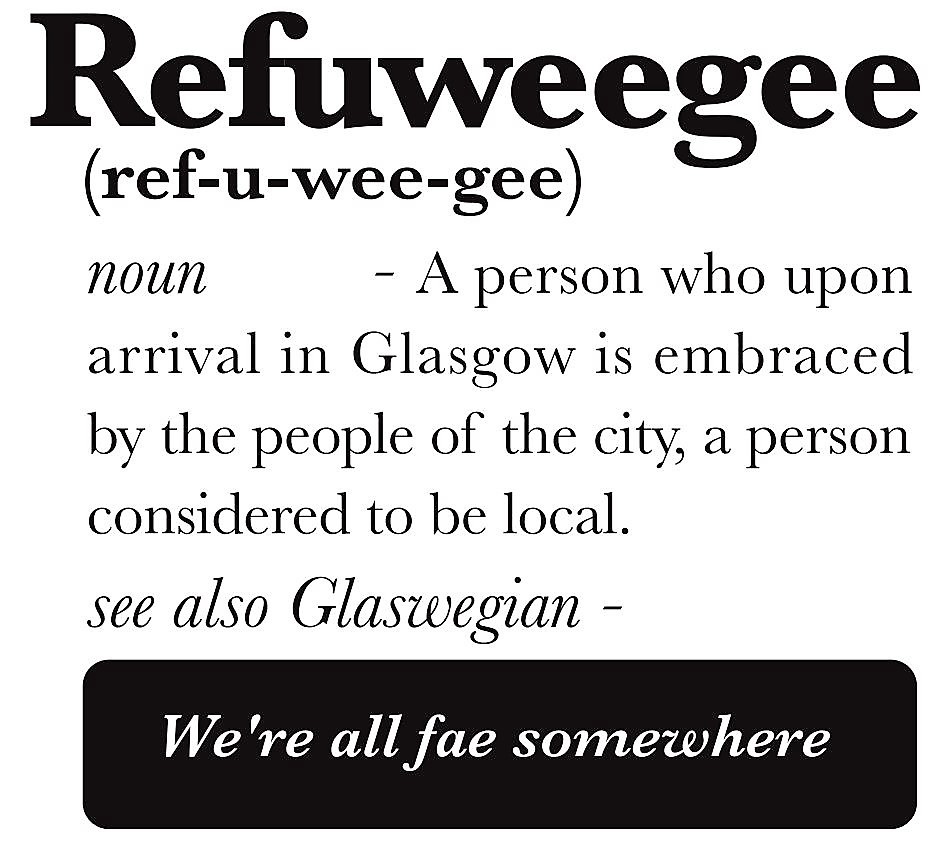 Refuweegee
(ref-u-wee-gee)
noun - A person who upon
arrival in Glasgow is embraced
by the people of the city, a person
considered to be local.
see also Glaswegian -
We're all fae somewhere